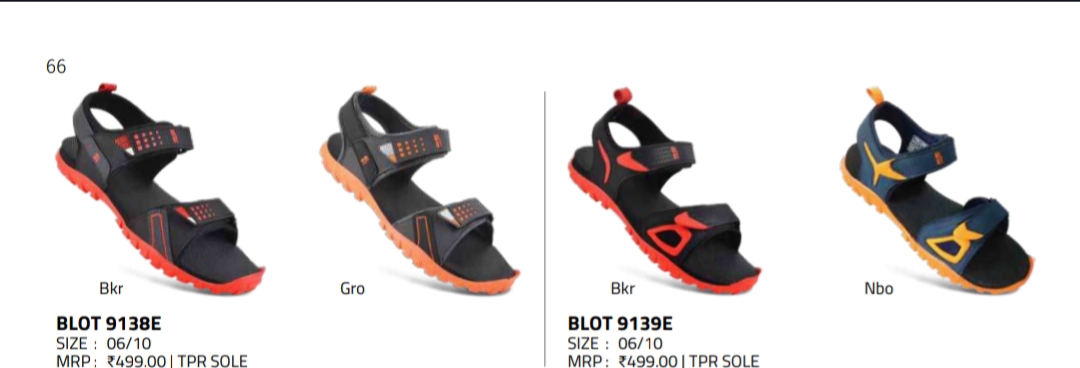 66
Bkr
Gro
BLOT 9138E
SIZE : 06/10
MRP : ₹499.00 | TPR SOLE
Bkr
Nbo
BLOT 9139E
SIZE : 06/10
MRP : ₹499.00 | TPR SOLE